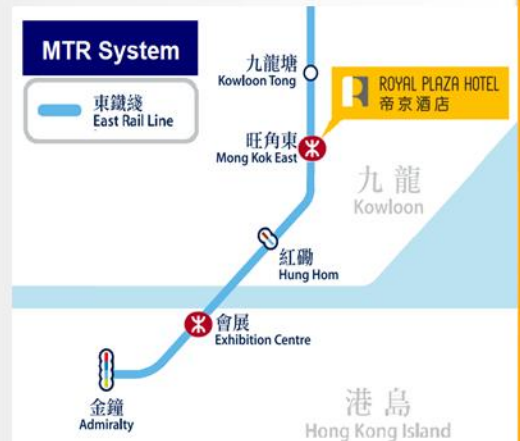 MTR System
東鐵綫
East Rail Line
九龍塘
Kowloon Tong
ROYAL PLAZA HOTEL
帝京酒店
旺角東
Mong Kok East
九龍
Kowloon
紅磡
Hung Hom
會展
Exhibition Centre
金鐘
Admiralty
港島
Hong Kong Island